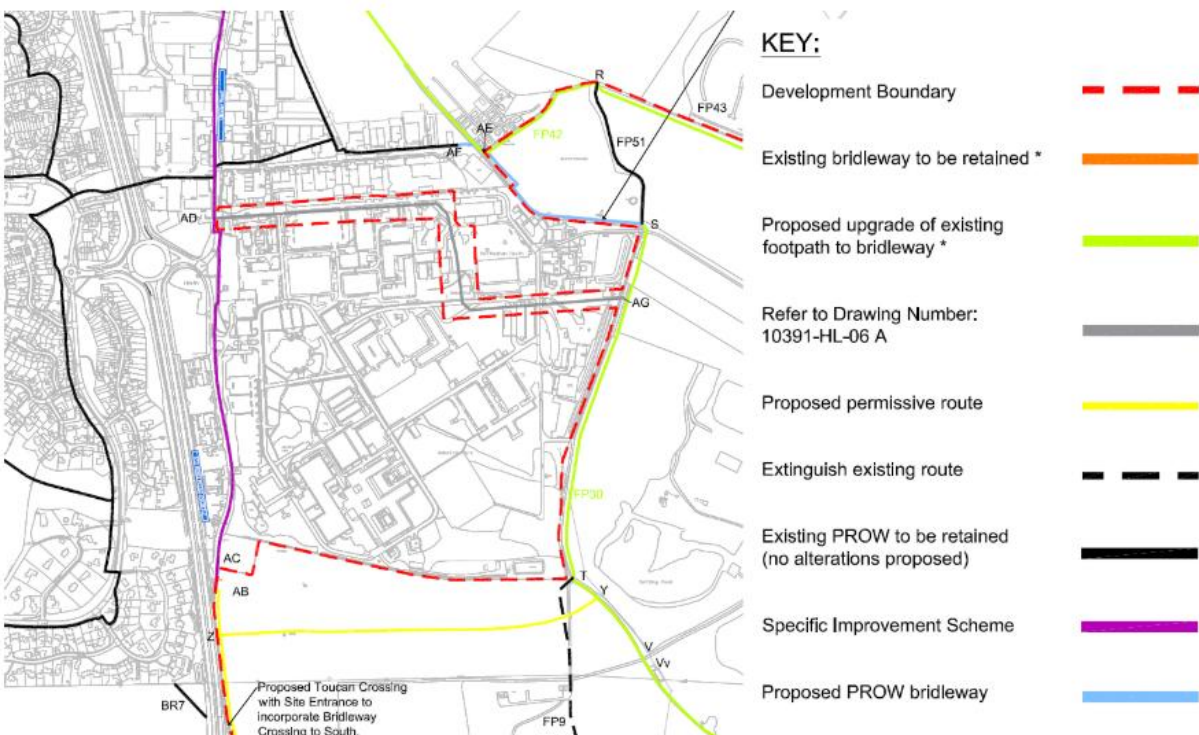 R
FP43
AE
FP42
AF
FP51
AD
S
AG
FP30
AC
AB
T
Y
Z
V
Vv
BR7
Proposed Toucan Crossing
with Site Entrance to
incorporate Bridleway
Crossing to South.
FP9
KEY:
Development Boundary
Existing bridleway to be retained *
Proposed upgrade of existing
footpath to bridleway *
Refer to Drawing Number:
10391-HL-06 A
Proposed permissive route
Extinguish existing route
Existing PROW to be retained
(no alterations proposed)
Specific Improvement Scheme
Proposed PROW bridleway